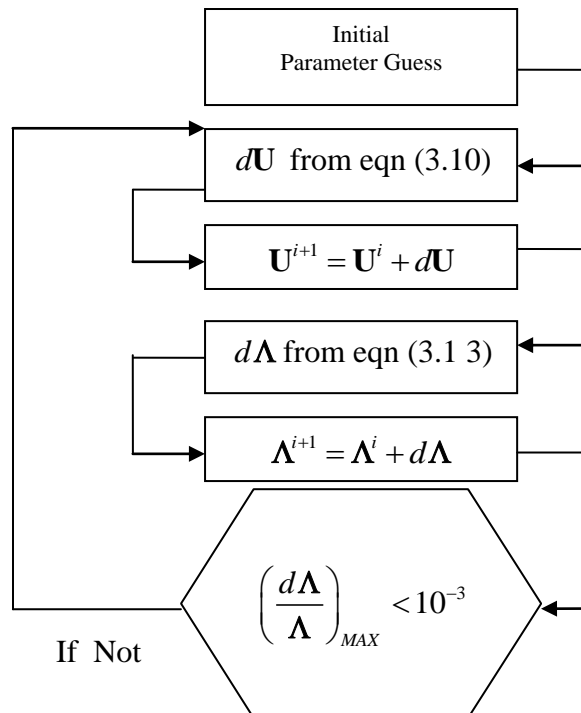 Initial
Parameter Guess
d𝐔 from eqn (3.10)
𝐔^{i+1} = 𝐔^i + d𝐔
d𝚲 from eqn (3.1 3)
𝚲^{i+1} = 𝚲^i + d𝚲
(d𝚲/𝚲)_{MAX} < 10^{-3}
If Not